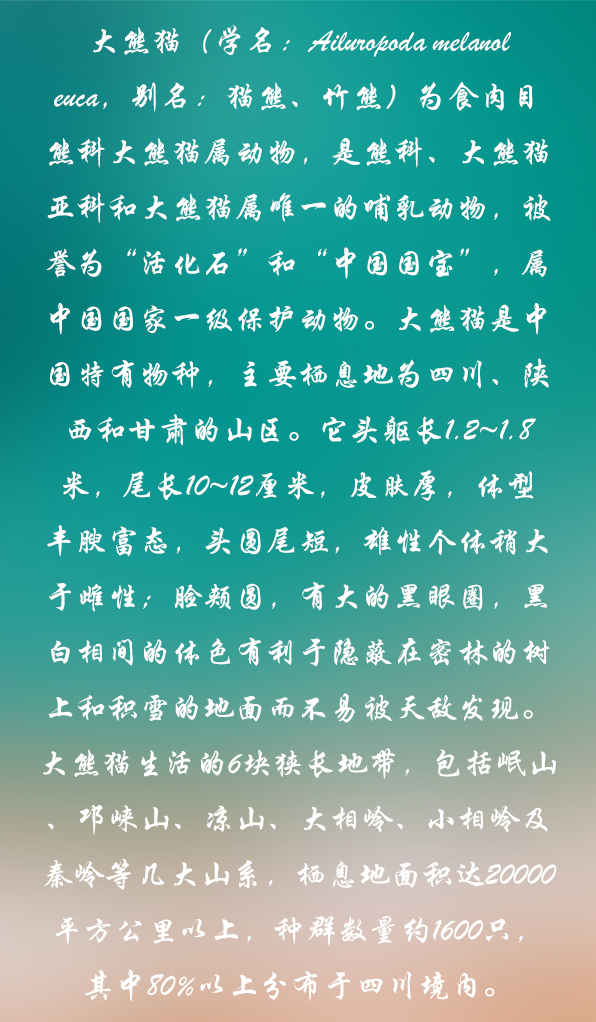 大熊猫（学名：Ailuropoda melanol
euca，别名：猫熊、竹熊）为食肉目
熊科大熊猫属动物，是熊科、大熊猫
亚科和大熊猫属唯一的哺乳动物，被
誉为“活化石”和“中国国宝”，属
中国国家一级保护动物。大熊猫是中
国特有物种，主要栖息地为四川、陕
西和甘肃的山区。它头躯长1.2~1.8
米，尾长10~12厘米，皮肤厚，体型
丰腴富态，头圆尾短，雄性个体稍大
于雌性；脸颊圆，有大的黑眼圈，黑
白相间的体色有利于隐蔽在密林的树
上和积雪的地面而不易被天敌发现。
大熊猫生活的6块狭长地带，包括岷山
、邛崃山、凉山、大相岭、小相岭及
秦岭等几大山系，栖息地面积达20000
平方公里以上，种群数量约1600只，
其中80%以上分布于四川境内。